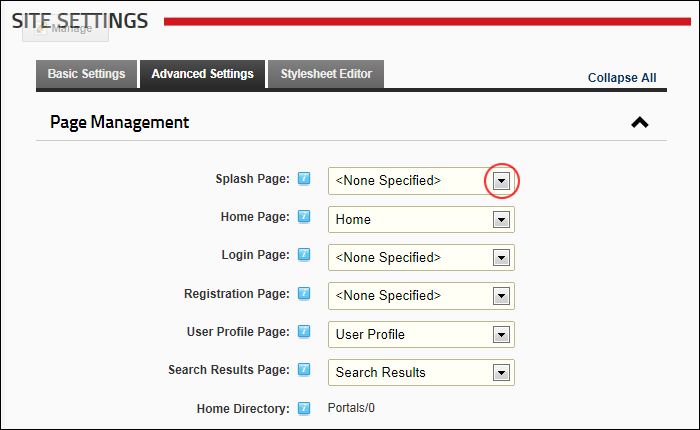 SITE SETTINGS
Manage
Basic Settings Advanced Settings Stylesheet Editor Collapse All
Page Management
Splash Page: <None Specified>
Home Page: Home
Login Page: <None Specified>
Registration Page: <None Specified>
User Profile Page: User Profile
Search Results Page: Search Results
Home Directory: Portals/0